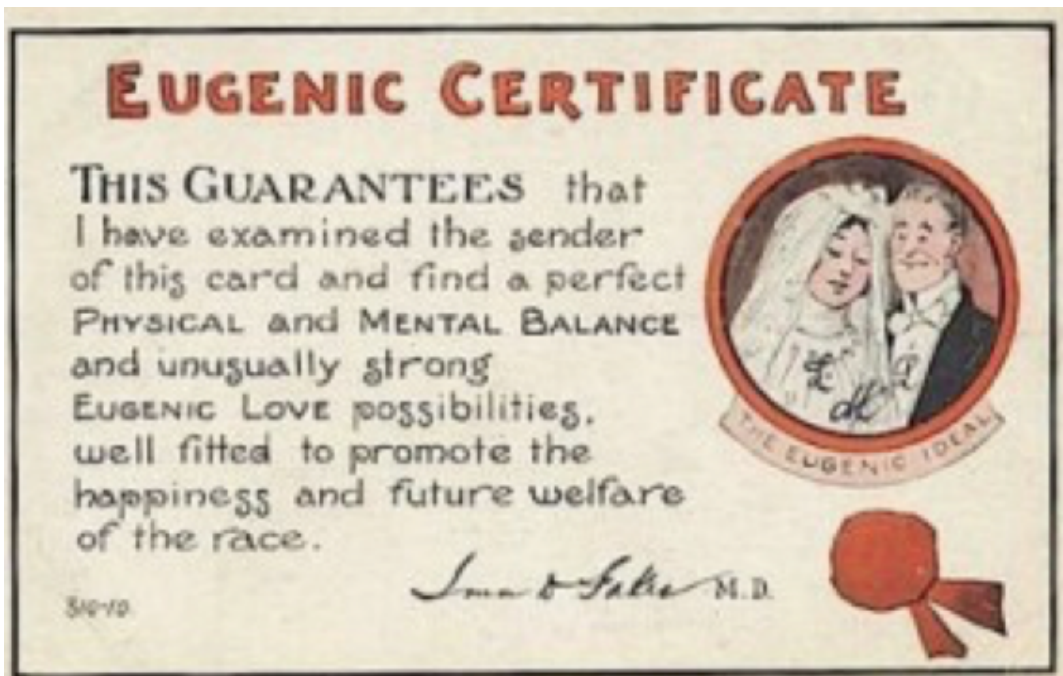 EUGENIC CERTIFICATE
THIS GUARANTEES that
I have examined the sender
of this card and find a perfect
PHYSICAL and MENTAL BALANCE
and unusually strong
EUGENIC LOVE possibilities,
well fitted to promote the
happiness and future welfare
of the race.
M.D.
THE EUGENIC IDEAL